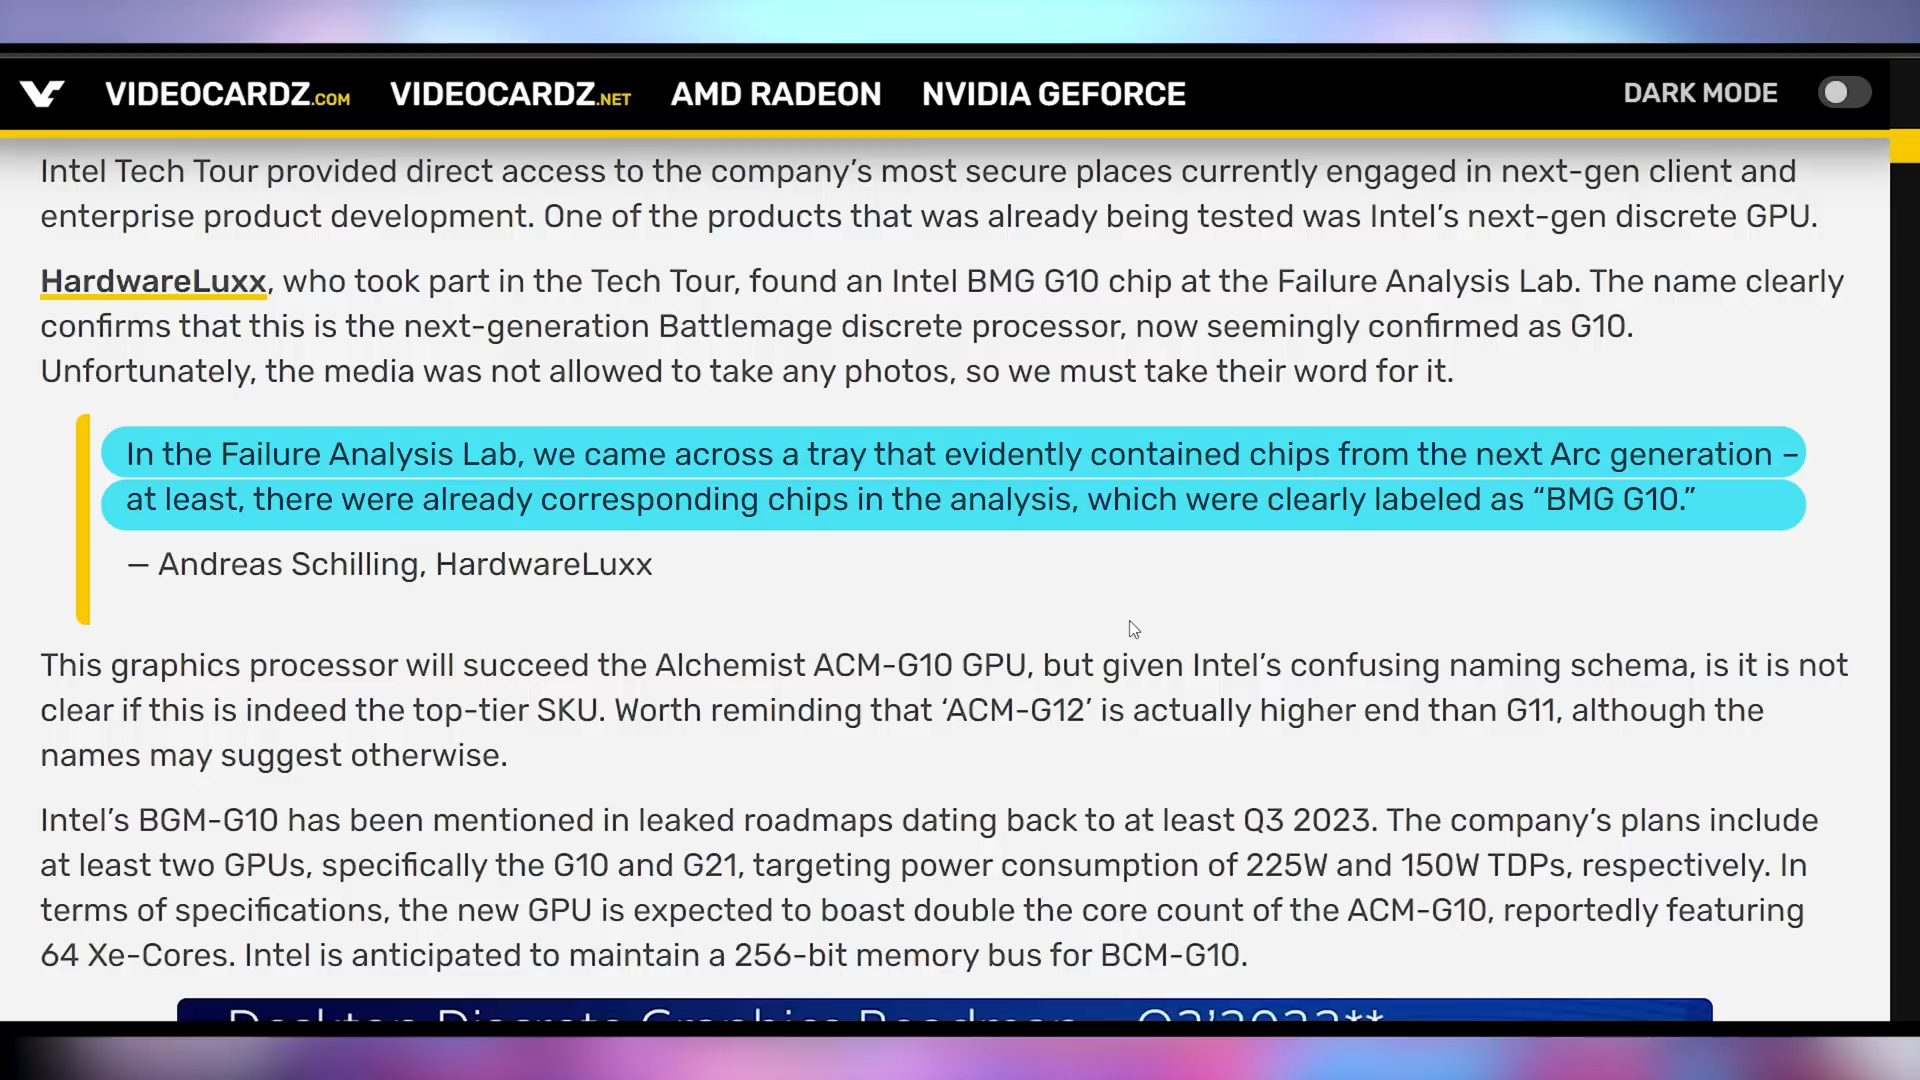 VIDEOCARDZ.COM VIDEOCARDZ.NET AMD RADEON NVIDIA GEFORCE DARK MODE
Intel Tech Tour provided direct access to the company’s most secure places currently engaged in next-gen client and
enterprise product development. One of the products that was already being tested was Intel’s next-gen discrete GPU.
HardwareLuxx, who took part in the Tech Tour, found an Intel BMG G10 chip at the Failure Analysis Lab. The name clearly
confirms that this is the next-generation Battlemage discrete processor, now seemingly confirmed as G10.
Unfortunately, the media was not allowed to take any photos, so we must take their word for it.
In the Failure Analysis Lab, we came across a tray that evidently contained chips from the next Arc generation –
at least, there were already corresponding chips in the analysis, which were clearly labeled as “BMG G10.”
— Andreas Schilling, HardwareLuxx
This graphics processor will succeed the Alchemist ACM-G10 GPU, but given Intel’s confusing naming schema, is it is not
clear if this is indeed the top-tier SKU. Worth reminding that ‘ACM-G12’ is actually higher end than G11, although the
names may suggest otherwise.
Intel’s BGM-G10 has been mentioned in leaked roadmaps dating back to at least Q3 2023. The company’s plans include
at least two GPUs, specifically the G10 and G21, targeting power consumption of 225W and 150W TDPs, respectively. In
terms of specifications, the new GPU is expected to boast double the core count of the ACM-G10, reportedly featuring
64 Xe-Cores. Intel is anticipated to maintain a 256-bit memory bus for BCM-G10.
Desktop Discrete Graphics Roadmap